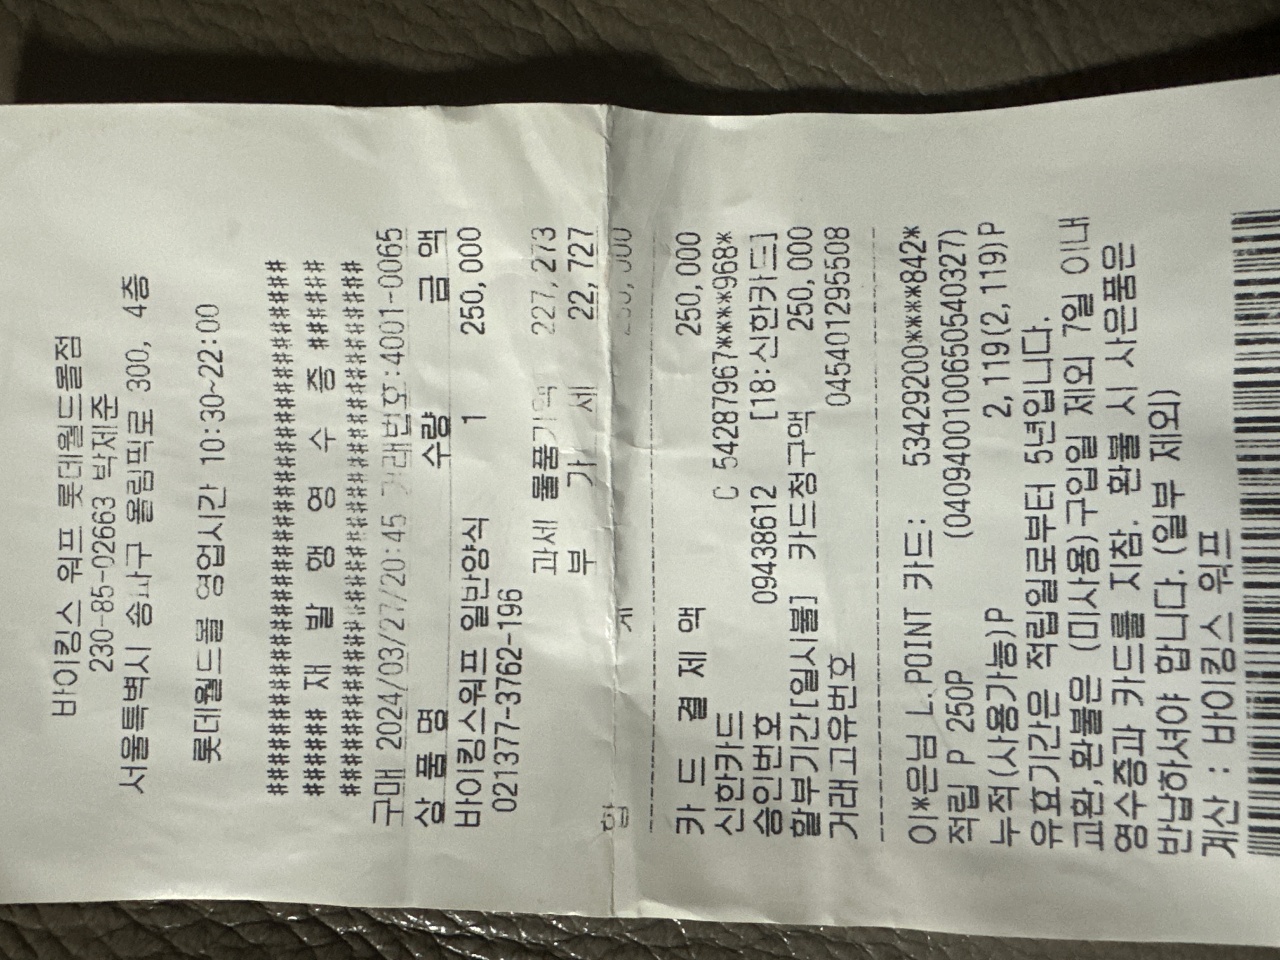 바이킹스 워프 롯데월드몰점
230-85-02663 박제준
서울특벽시 송파구 올림픽로 300, 4층
롯데월드몰 영업시간 10:30~22:00
########################################
###### 재 발 행 영 수 증 ######
########################################
구매 2024/03/27/20:45 거래번호:4001-0065
상 품 명 수량 금 액
바이킹스워프 일반양식 1 250,000
021377-3762-196
과세 물품가액 227,273
부 가 세 22,727
합 계
카 드 결 제 액 250,000
신한카드 C 54287967****968*
승인번호 09438612 [18:신한카드]
할부기간[일시불] 카드청구액 250,000
거래고유번호 045401295508
이*은님 L.POINT 카드: 53429200****842*
적립 P 250P (04094001006505540327)
누적(사용가능)P 2,119(2,119)P
유효기간은 적립일로부터 5년입니다.
교환,환불은 (미사용)구입일 제외 7일 이내
영수증과 카드를 지참. 환불 시 사은품은
반납하셔야 합니다.(일부 제외)
계산 : 바이킹스 워프